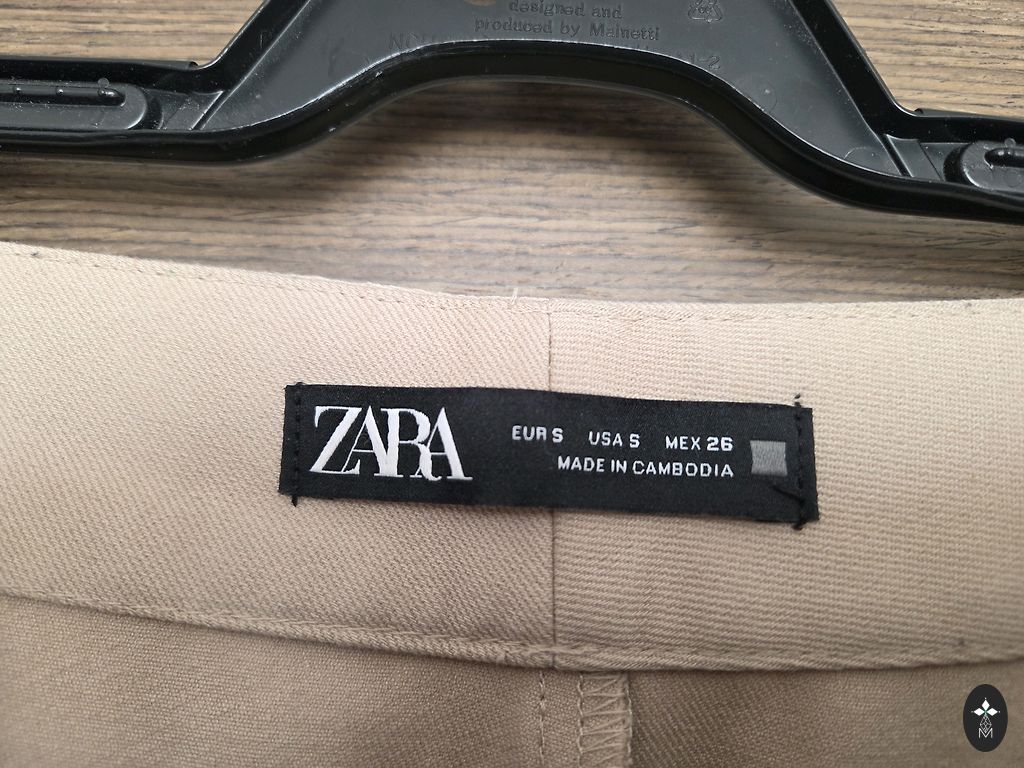 designed and
produced by Mainetti
ZARA
EUR S USA S MEX 26
MADE IN CAMBODIA
M